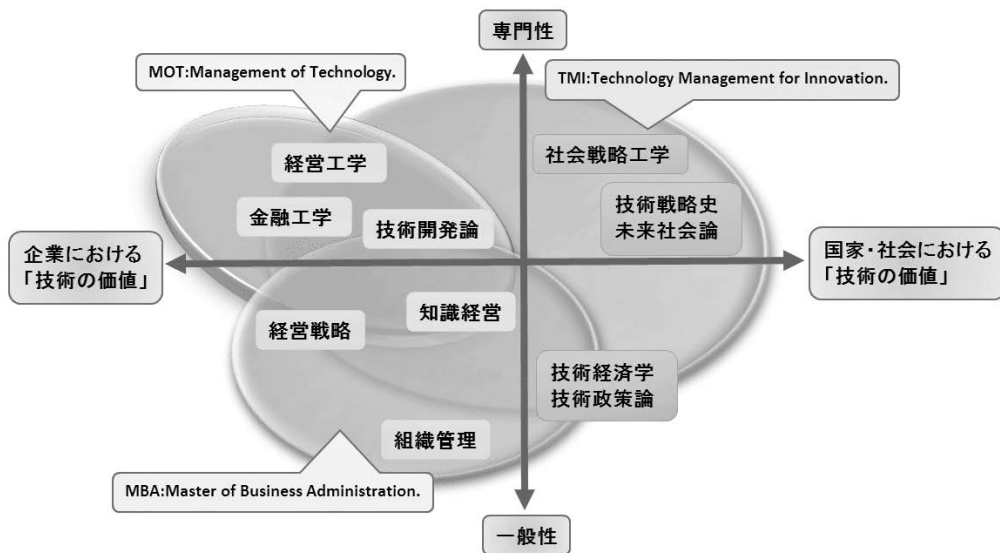 専門性
MOT:Management of Technology.
TMI:Technology Management for Innovation.
経営工学
社会戦略工学
金融工学
技術開発論
技術戦略史
未来社会論
企業における
「技術の価値」
国家・社会における
「技術の価値」
経営戦略
知識経営
技術経済学
技術政策論
組織管理
MBA:Master of Business Administration.
一般性